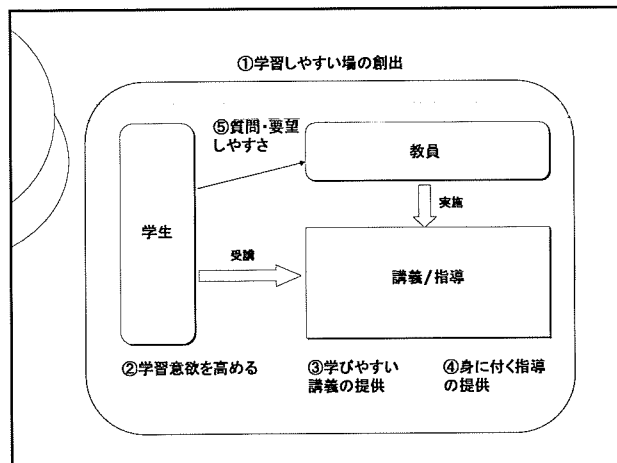 ①学習しやすい場の創出
⑤質問・要望
しやすさ
教員
実施
学生
受講
講義/指導
②学習意欲を高める
③学びやすい
講義の提供
④身に付く指導
の提供